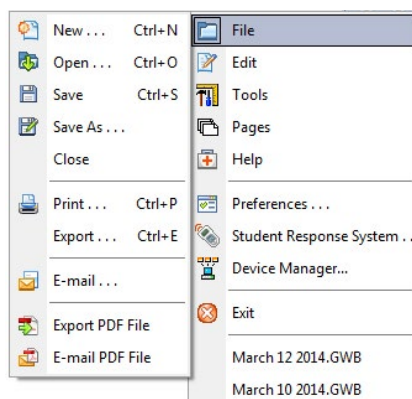 New . . . Ctrl+N
Open . . . Ctrl+O
Save Ctrl+S
Save As . . .
Close
Print . . . Ctrl+P
Export . . . Ctrl+E
E-mail . . .
Export PDF File
E-mail PDF File
File
Edit
Tools
Pages
Help
Preferences . . .
Student Response System . .
Device Manager...
Exit
March 12 2014.GWB
March 10 2014.GWB